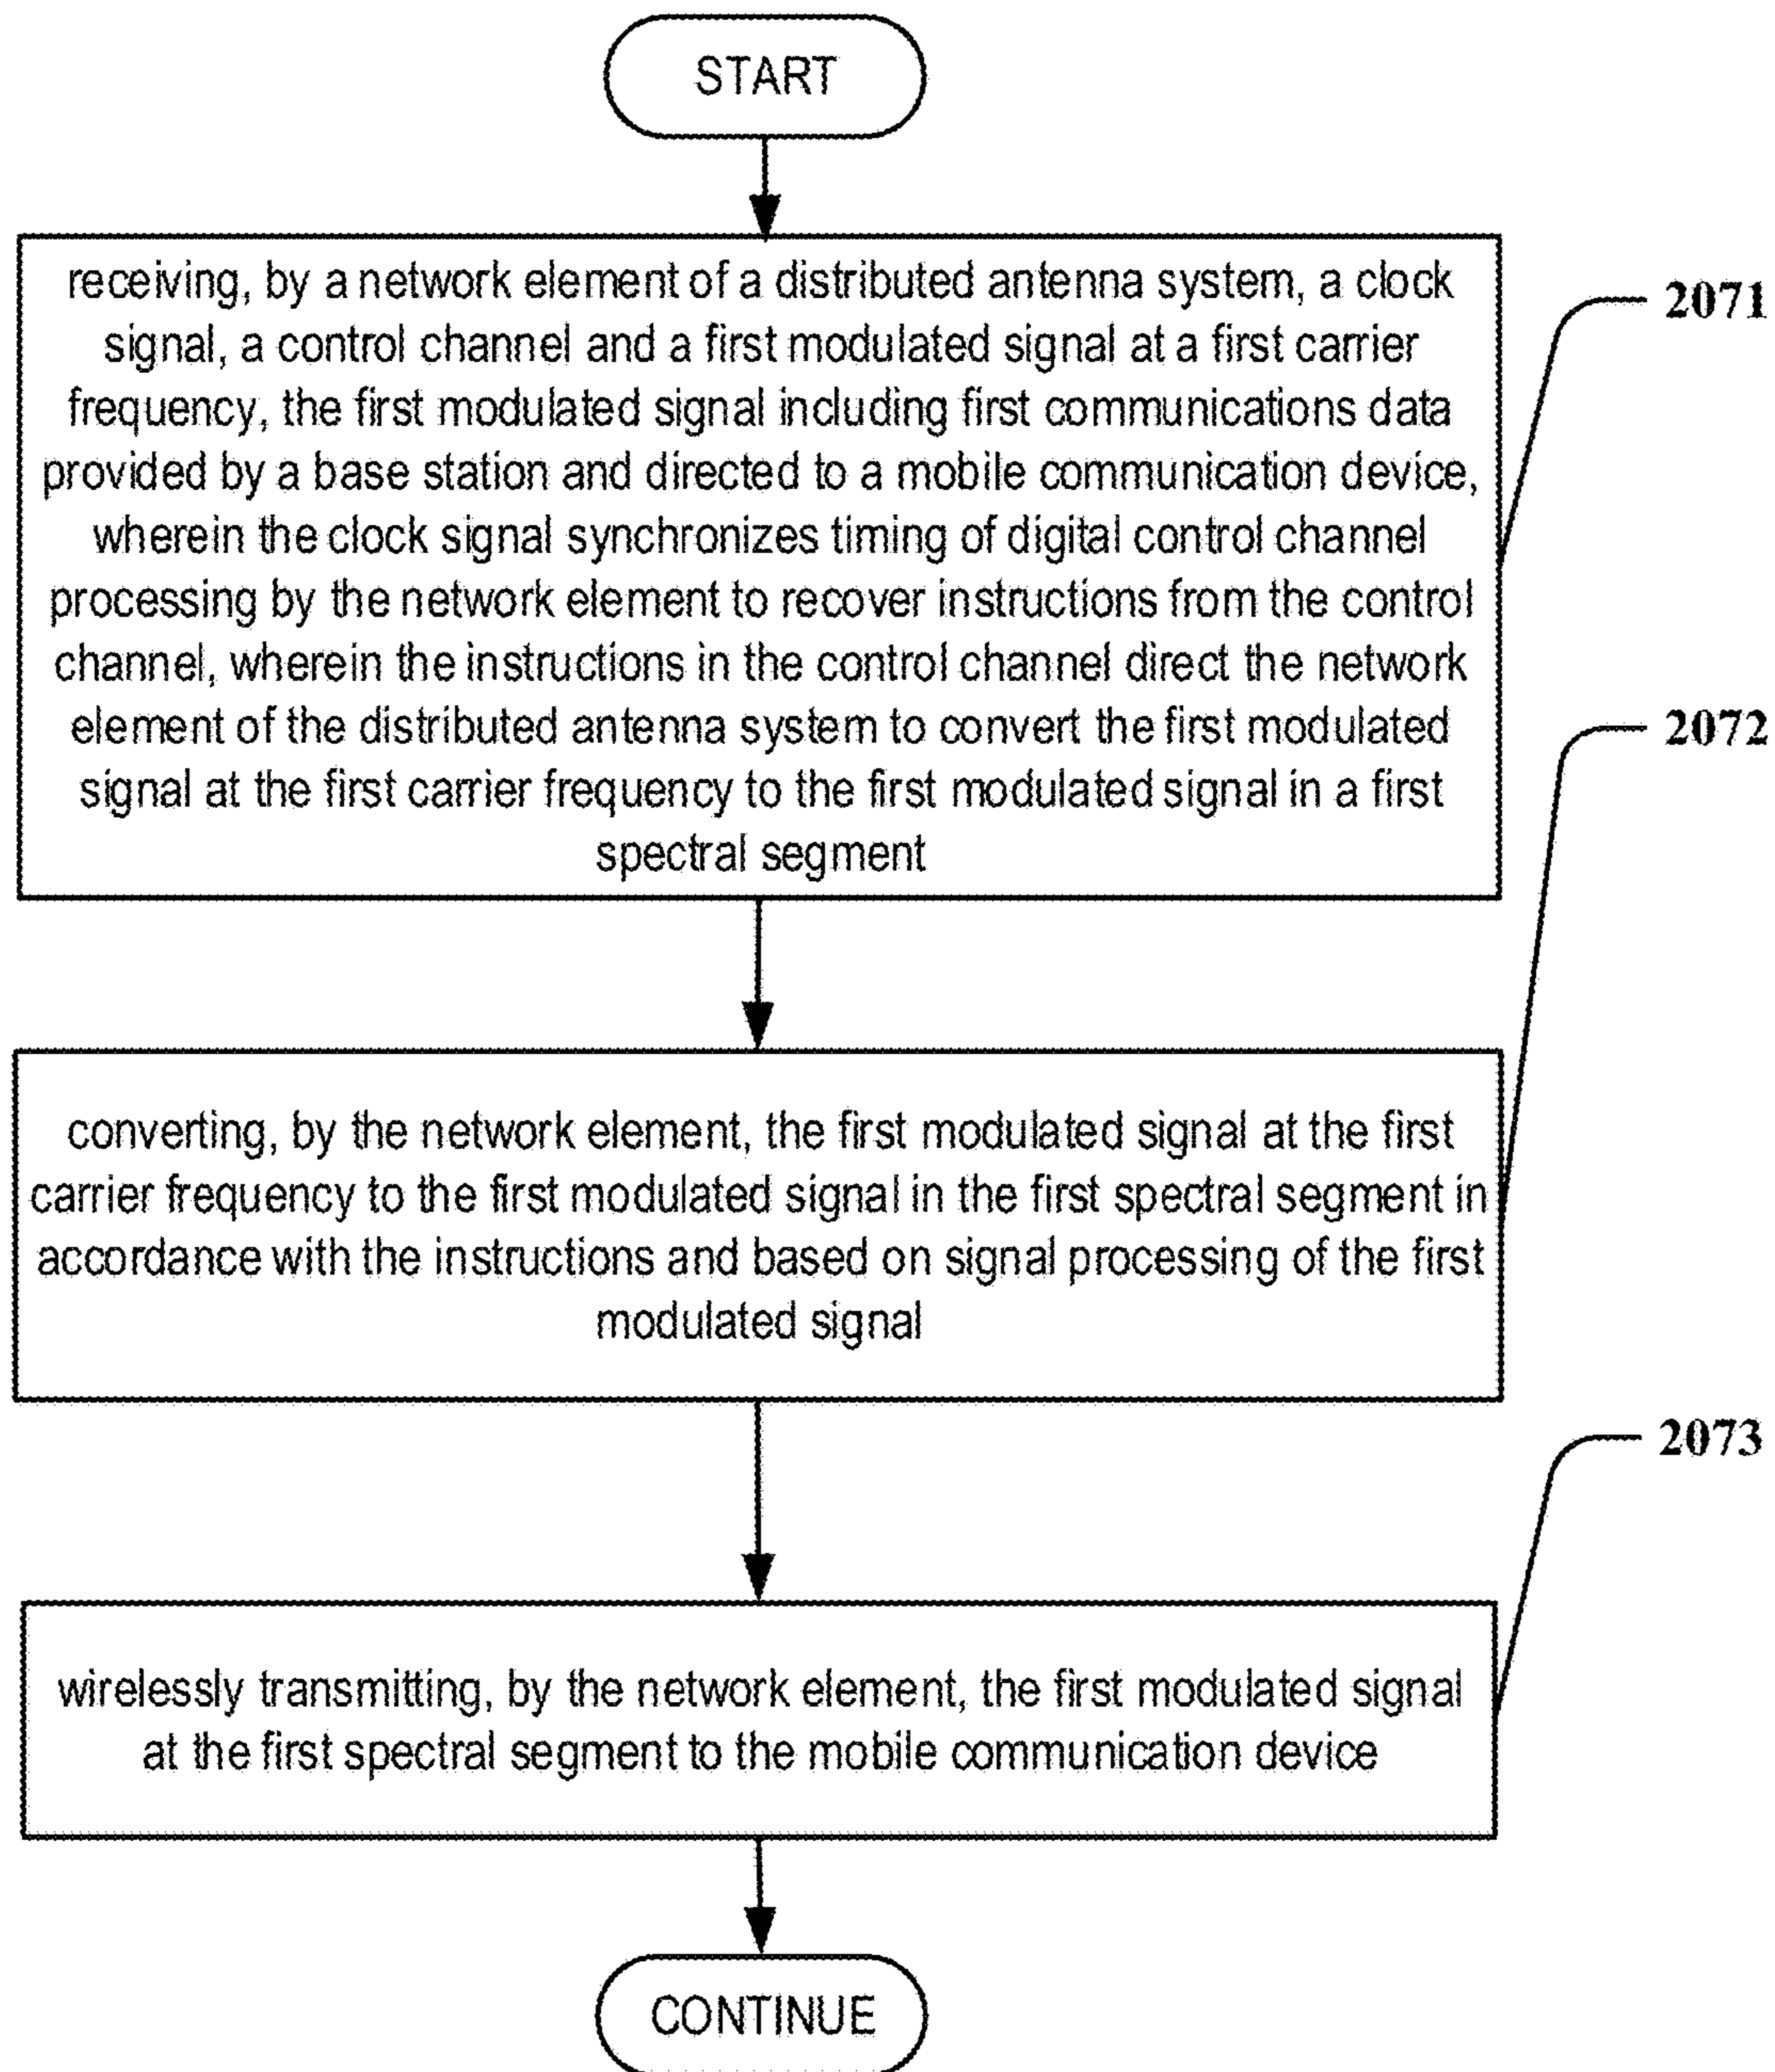 START
receiving, by a network element of a distributed antenna system, a clock
signal, a control channel and a first modulated signal at a first carrier
frequency, the first modulated signal including first communications data
provided by a base station and directed to a mobile communication device,
wherein the clock signal synchronizes timing of digital control channel
processing by the network element to recover instructions from the control
channel, wherein the instructions in the control channel direct the network
element of the distributed antenna system to convert the first modulated
signal at the first carrier frequency to the first modulated signal in a first
spectral segment
2071
2072
converting, by the network element, the first modulated signal at the first
carrier frequency to the first modulated signal in the first spectral segment in
accordance with the instructions and based on signal processing of the first
modulated signal
2073
wirelessly transmitting, by the network element, the first modulated signal
at the first spectral segment to the mobile communication device
CONTINUE